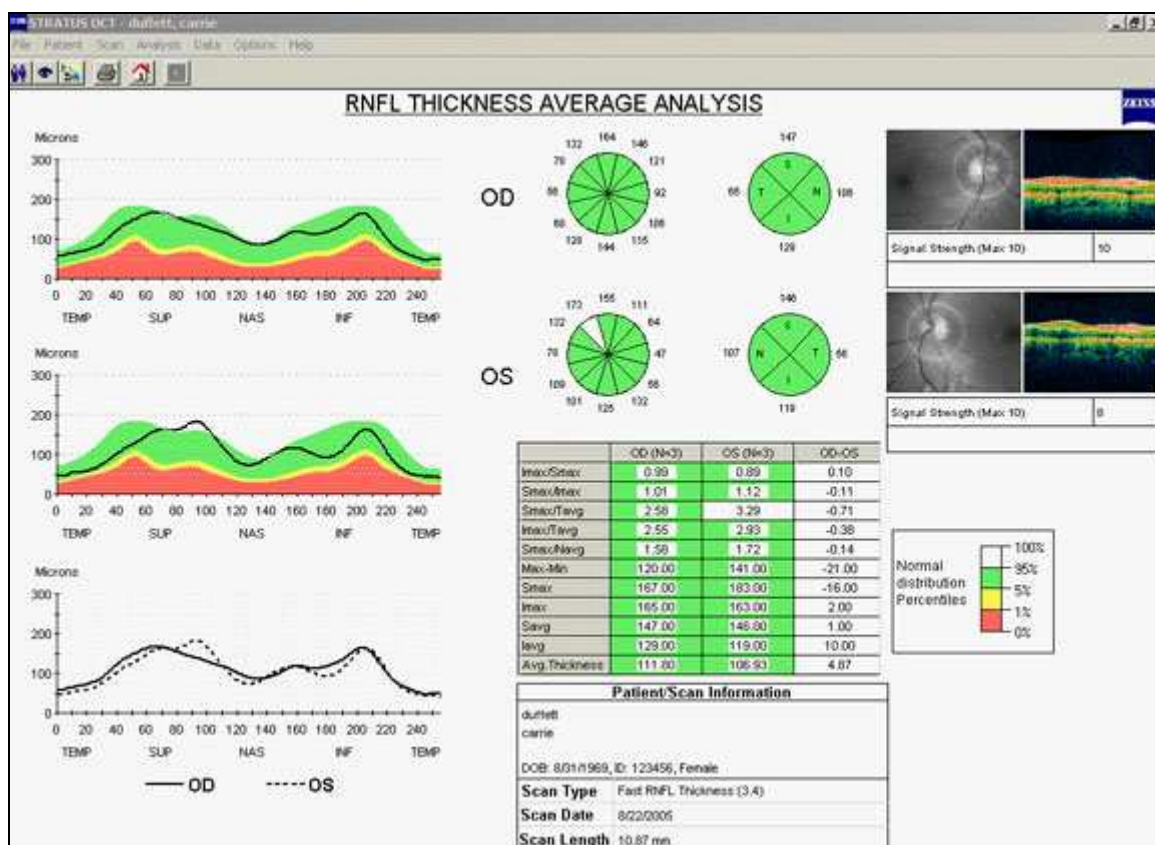 STRATUS OCT - duffett, carrie
File Patient Scan Analysis Data Options Help
RNFL THICKNESS AVERAGE ANALYSIS
ZEISS
Microns
300
200
100
0
0 20 40 60 80 100 120 140 160 180 200 220 240
TEMP SUP NAS INF TEMP
OD
164
132 146
121
92
115
144
147
S
T N
I
129
Signal Strength (Max 10) 10
Microns
300
200
100
0
0 20 40 60 80 100 120 140 160 180 200 220 240
TEMP SUP NAS INF TEMP
OS
155
173 111
132 64
47
101 132
125
146
S
107 N T
I
119
Signal Strength (Max 10) 8
Microns
300
200
100
0
0 20 40 60 80 100 120 140 160 180 200 220 240
TEMP SUP NAS INF TEMP
OD OS
OD (N=3) OS (N=3) OD-OS
Imax/Smax 0.99 0.89 0.10
Smax/Imax 1.01 1.12 -0.11
Smax/Tavg 2.58 3.29 -0.71
Imax/Tavg 2.55 2.93 -0.38
Smax/Navg 1.58 1.72 -0.14
Max-Min 120.00 141.00 -21.00
Smax 167.00 183.00 -16.00
Imax 165.00 163.00 2.00
Savg 147.00 1.00
Iavg 129.00 119.00 10.00
Avg.Thickness 111.80 106.93 4.87
Normal
distribution
Percentiles
100%
95%
5%
1%
0%
Patient/Scan Information
duffett
carrie
DOB: 8/31/1969, ID: 123456, Female
Scan Type Fast RNFL Thickness (3.4)
Scan Date 8/22/2005
Scan Length 10.87 mm